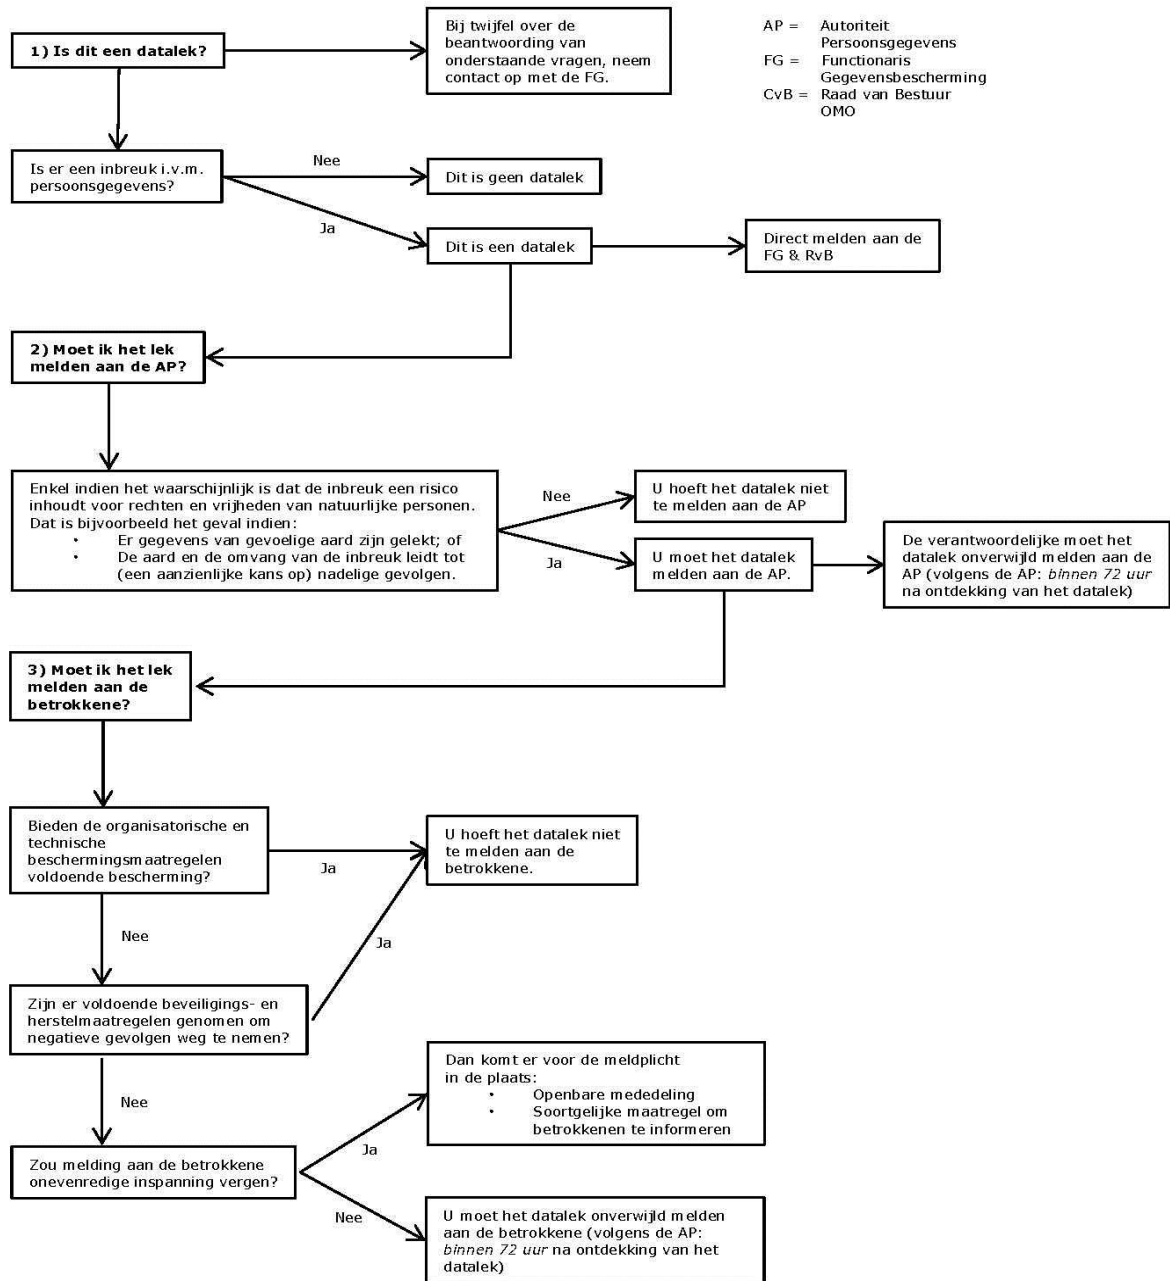 1) Is dit een datalek?
Bij twijfel over de
beantwoording van
onderstaande vragen, neem
contact op met de FG.
AP = Autoriteit
Persoonsgegevens
FG = Functionaris
Gegevensbescherming
CvB = Raad van Bestuur
OMO
Is er een inbreuk i.v.m.
persoonsgegevens?
Nee
Dit is geen datalek
Ja
Dit is een datalek
Direct melden aan de
FG & RvB
2) Moet ik het lek
melden aan de AP?
Enkel indien het waarschijnlijk is dat de inbreuk een risico
inhoudt voor rechten en vrijheden van natuurlijke personen.
Dat is bijvoorbeeld het geval indien:
• Er gegevens van gevoelige aard zijn gelekt; of
• De aard en de omvang van de inbreuk leidt tot
(een aanzienlijke kans op) nadelige gevolgen.
Nee
U hoeft het datalek niet
te melden aan de AP
Ja
U moet het datalek
melden aan de AP.
De verantwoordelijke moet het
datalek onverwijld melden aan de
AP (volgens de AP: binnen 72 uur
na ontdekking van het datalek)
3) Moet ik het lek
melden aan de
betrokkene?
Bieden de organisatorische en
technische
beschermingsmaatregelen
voldoende bescherming?
Ja
U hoeft het datalek niet
te melden aan de
betrokkene.
Nee
Ja
Zijn er voldoende beveiligings- en
herstelmaatregelen genomen om
negatieve gevolgen weg te nemen?
Nee
Zou melding aan de betrokkene
onevenredige inspanning vergen?
Ja
Dan komt er voor de meldplicht
in de plaats:
• Openbare mededeling
• Soortgelijke maatregel om
betrokkenen te informeren
Nee
U moet het datalek onverwijld melden
aan de betrokkene (volgens de AP:
binnen 72 uur na ontdekking van het
datalek)